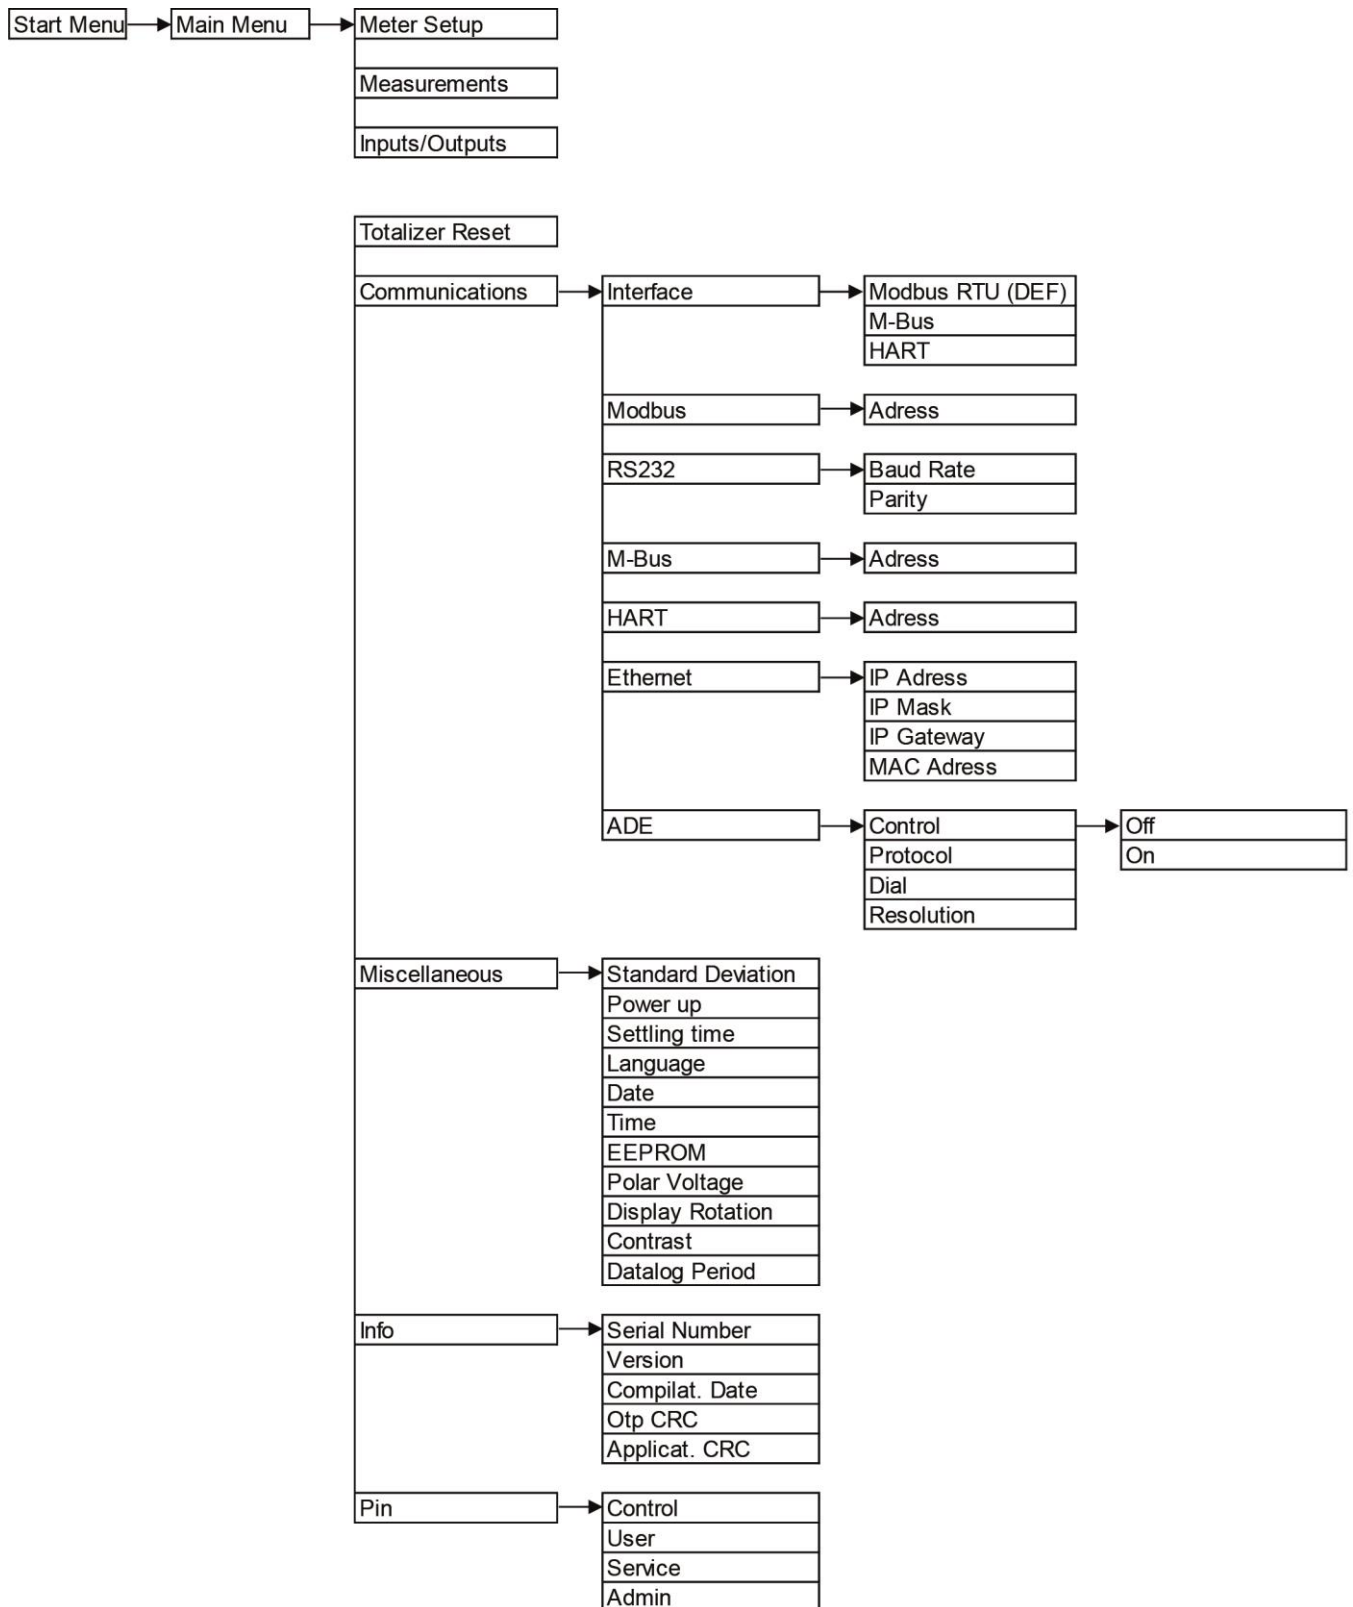 Start Menu Main Menu Meter Setup
Measurements
Inputs/Outputs
Totalizer Reset
Communications Interface Modbus RTU (DEF)
M-Bus
HART
Modbus Adress
RS232 Baud Rate
Parity
M-Bus Adress
HART Adress
Ethernet IP Adress
IP Mask
IP Gateway
MAC Adress
ADE Control Off
Protocol On
Dial
Resolution
Miscellaneous Standard Deviation
Power up
Settling time
Language
Date
Time
EEPROM
Polar Voltage
Display Rotation
Contrast
Datalog Period
Info Serial Number
Version
Compilat. Date
Otp CRC
Applicat. CRC
Pin Control
User
Service
Admin